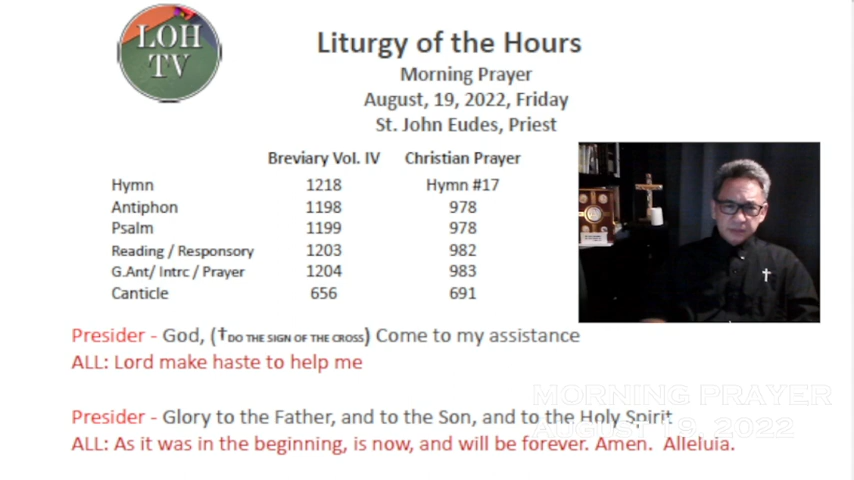 LOH
TV
Liturgy of the Hours
Morning Prayer
August, 19, 2022, Friday
St. John Eudes, Priest
Breviary Vol. IV Christian Prayer
Hymn 1218 Hymn #17
Antiphon 1198 978
Psalm 1199 978
Reading / Responsory 1203 982
G.Ant/ Intrc / Prayer 1204 983
Canticle 656 691
Presider - God, (✝DO THE SIGN OF THE CROSS) Come to my assistance
ALL: Lord make haste to help me
MORNING PRAYER
Presider - Glory to the Father, and to the Son, and to the Holy Spirit
AUGUST 19, 2022
ALL: As it was in the beginning, is now, and will be forever. Amen. Alleluia.